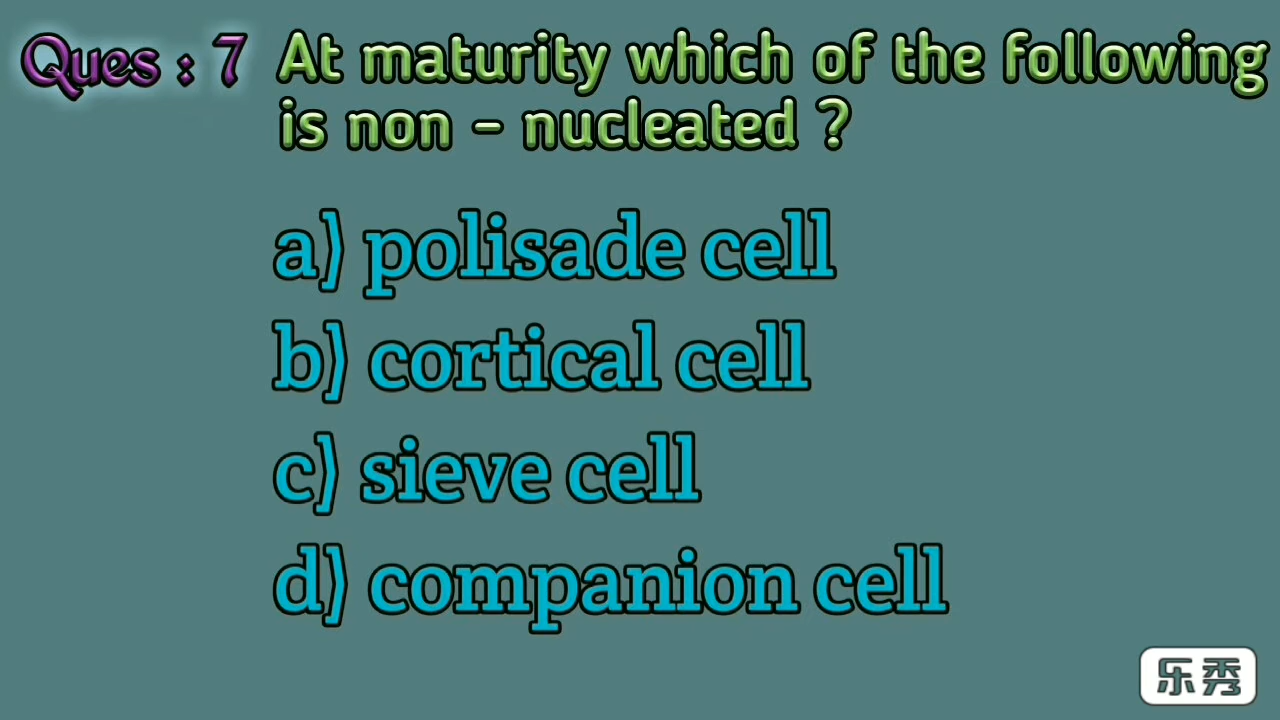 Ques : 7 At maturity which of the following
is non - nucleated ?
a) polisade cell
b) cortical cell
c) sieve cell
d) companion cell
乐秀